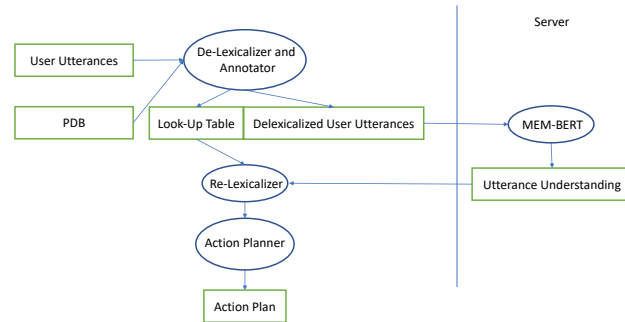 Server
User Utterances
De-Lexicalizer and
Annotator
PDB
Look-Up Table
Delexicalized User Utterances
MEM-BERT
Re-Lexicalizer
Utterance Understanding
Action Planner
Action Plan